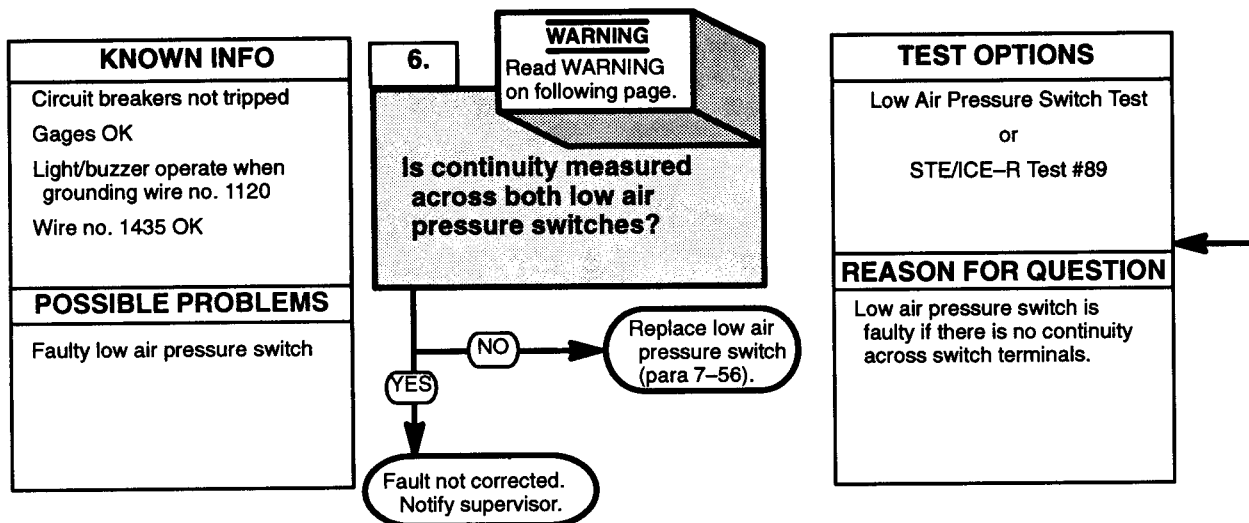 KNOWN INFO
Circuit breakers not tripped
Gages OK
Light/buzzer operate when
grounding wire no. 1120
Wire no. 1435 OK
POSSIBLE PROBLEMS
Faulty low air pressure switch
6.
WARNING
Read WARNING
on following page.
Is continuity measured
across both low air
pressure switches?
NO
Replace low air
pressure switch
(para 7–56).
YES
Fault not corrected.
Notify supervisor.
TEST OPTIONS
Low Air Pressure Switch Test
or
STE/ICE–R Test #89
REASON FOR QUESTION
Low air pressure switch is
faulty if there is no continuity
across switch terminals.